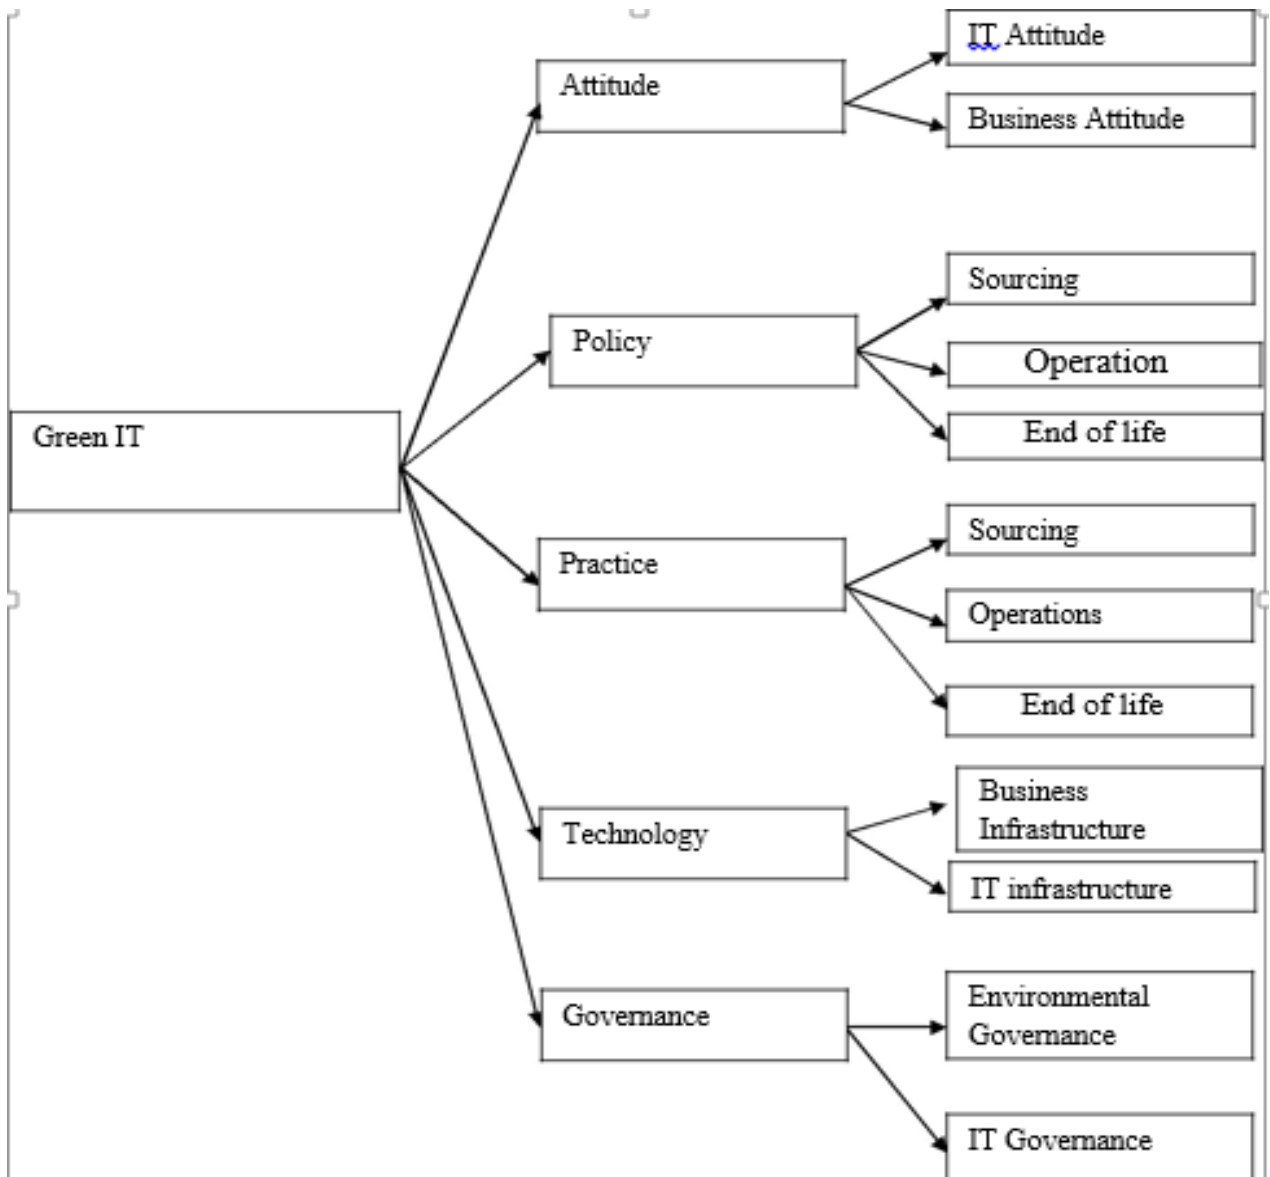 IT Attitude
Attitude
Business Attitude
Sourcing
Policy
Operation
End of life
Green IT
Sourcing
Practice
Operations
End of life
Business
Infrastructure
Technology
IT infrastructure
Environmental
Governance
Governance
IT Governance